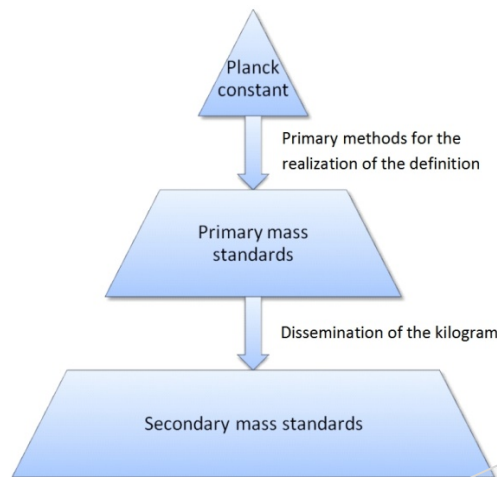 Planck
constant
Primary methods for the
realization of the definition
Primary mass
standards
Dissemination of the kilogram
Secondary mass standards